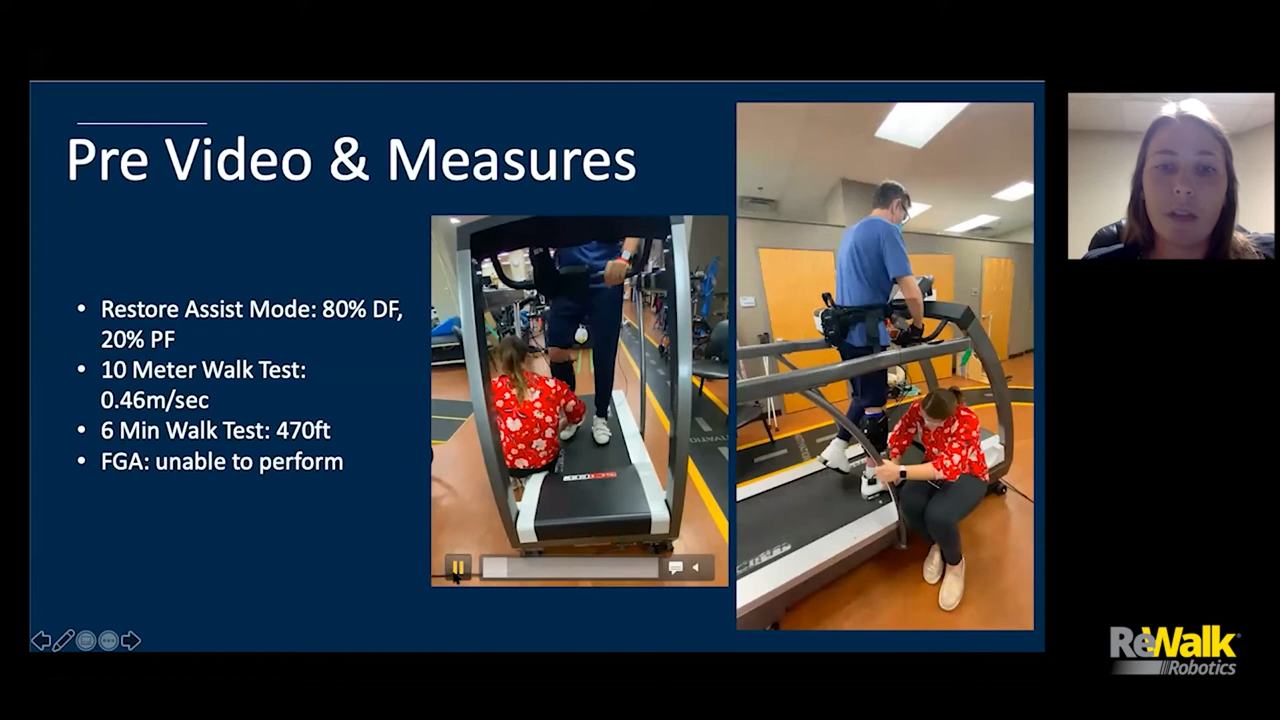 Pre Video & Measures
• Restore Assist Mode: 80% DF,
20% PF
• 10 Meter Walk Test:
0.46m/sec
• 6 Min Walk Test: 470ft
• FGA: unable to perform
ReWalk
Robotics